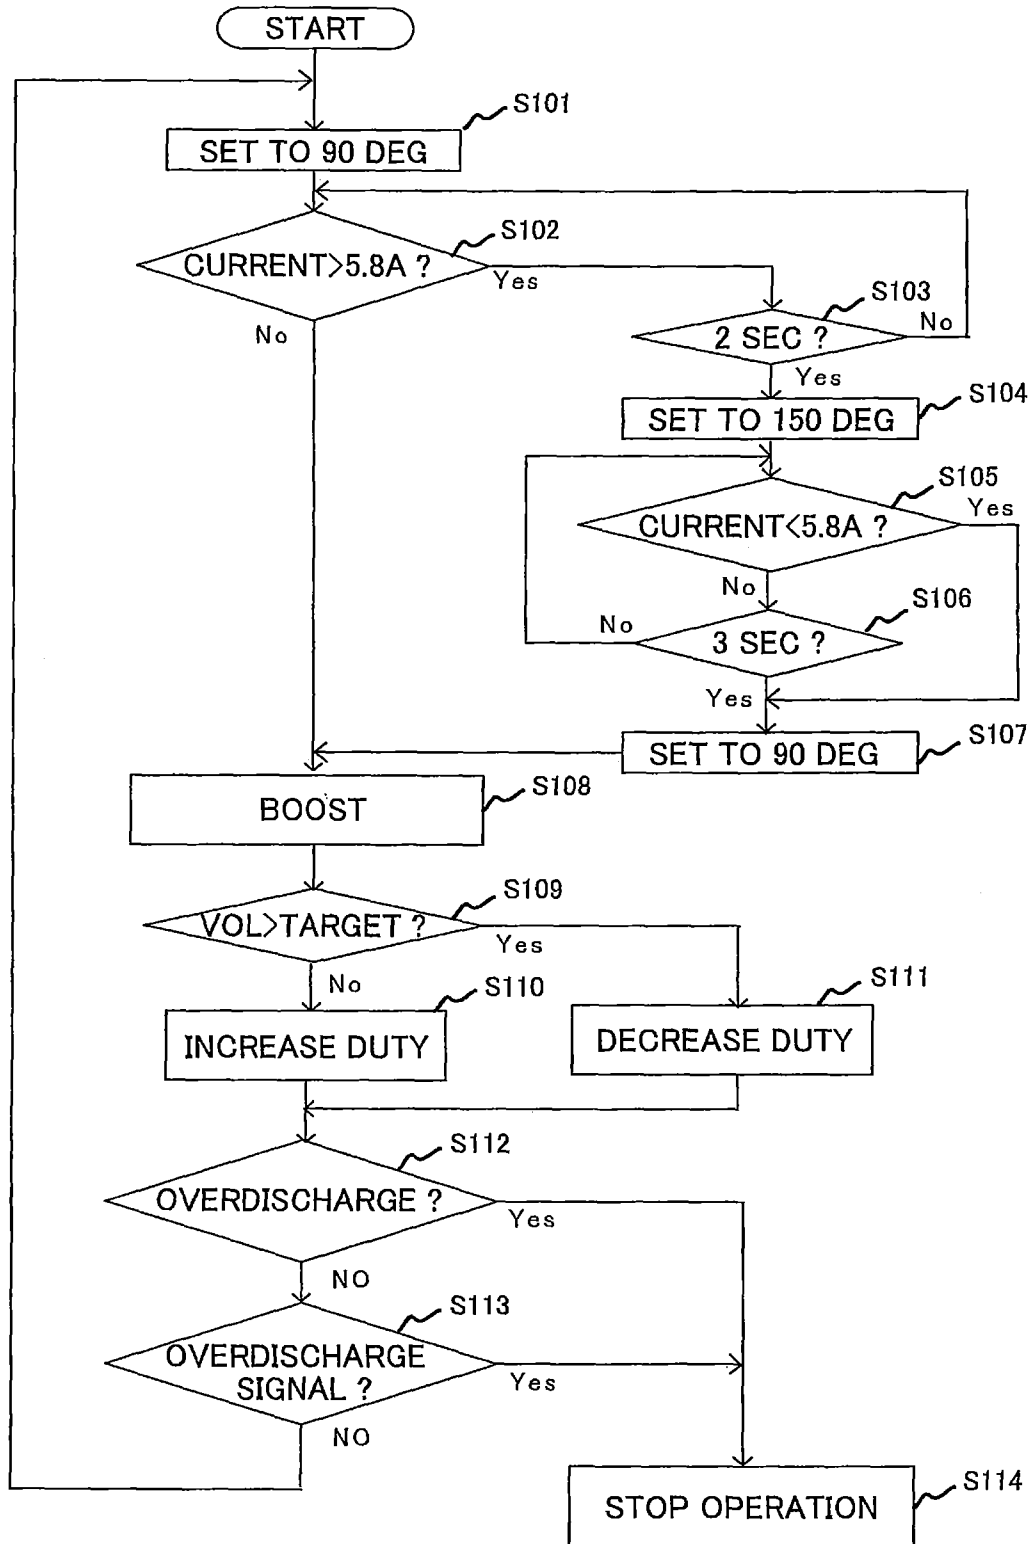 START
S101
SET TO 90 DEG
S102
CURRENT>5.8A ?
Yes
No
S103
2 SEC ?
No
Yes
S104
SET TO 150 DEG
S105
CURRENT<5.8A ?
Yes
No
S106
3 SEC ?
No
Yes
S107
SET TO 90 DEG
S108
BOOST
S109
VOL>TARGET ?
Yes
No
S110
INCREASE DUTY
S111
DECREASE DUTY
S112
OVERDISCHARGE ?
Yes
NO
S113
OVERDISCHARGE
SIGNAL ?
Yes
NO
S114
STOP OPERATION